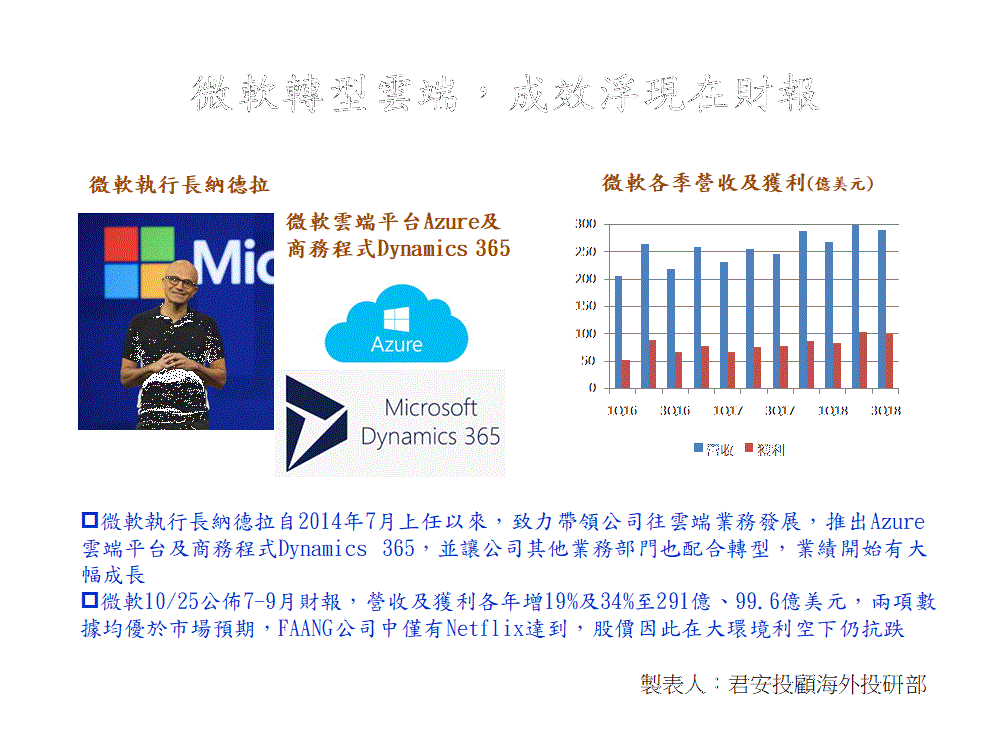 微軟轉型雲端，成效浮現在財報
微軟執行長納德拉
Mic
微軟雲端平台Azure及
商務程式Dynamics 365
Azure
Microsoft
Dynamics 365
微軟各季營收及獲利(億美元)
300
250
200
150
100
50
0
1Q16 3Q16 1Q17 3Q17 1Q18 3Q18
營收 獲利
微軟執行長納德拉自2014年7月上任以來，致力帶領公司往雲端業務發展，推出Azure
雲端平台及商務程式Dynamics 365，並讓公司其他業務部門也配合轉型，業績開始有大
幅成長
微軟10/25公佈7-9月財報，營收及獲利各年增19%及34%至291億、99.6億美元，兩項數
據均優於市場預期，FAANG公司中僅有Netflix達到，股價因此在大環境利空下仍抗跌
製表人：君安投顧海外投研部